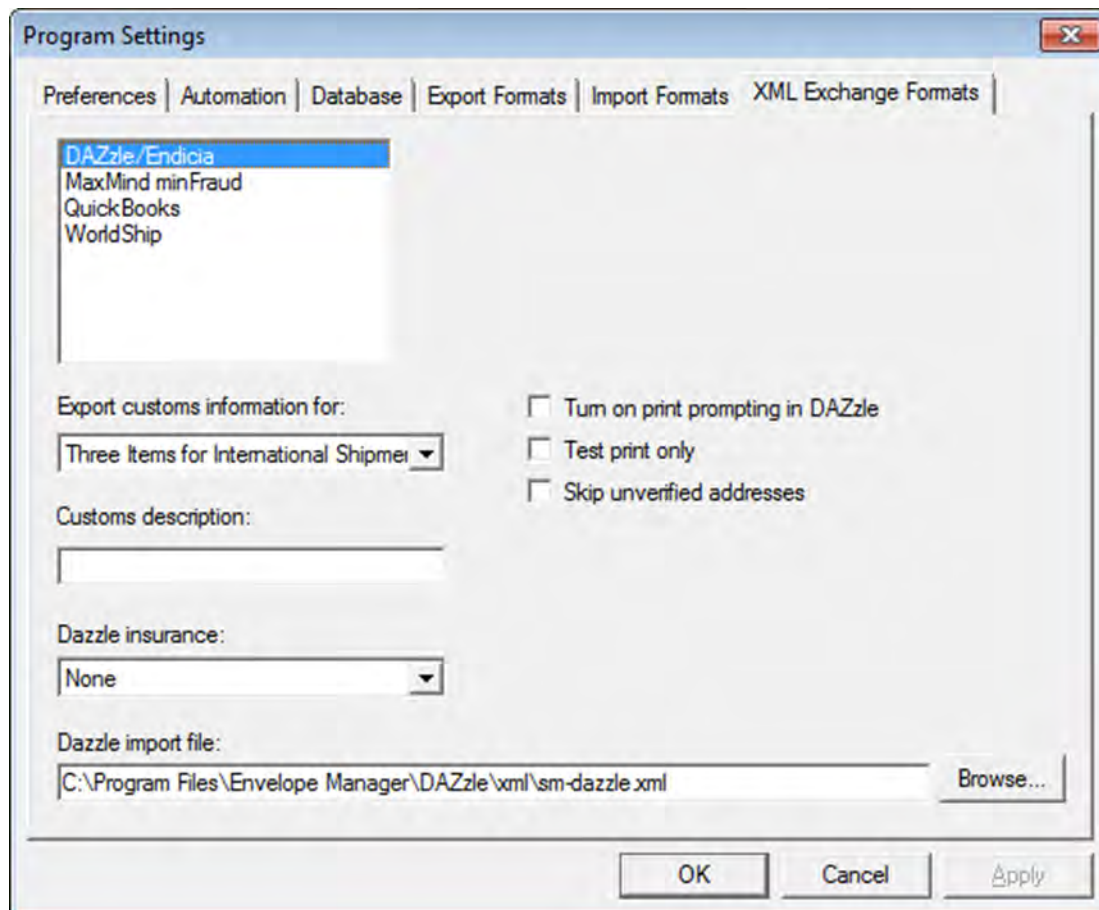 Program Settings
Preferences Automation Database Export Formats Import Formats XML Exchange Formats
DAZzle/Endicia
MaxMind minFraud
QuickBooks
WorldShip
Export customs information for:
Three Items for International Shipmer
Customs description:
Dazzle insurance:
None
Turn on print prompting in DAZzle
Test print only
Skip unverified addresses
Dazzle import file:
C:\Program Files\Envelope Manager\DAZzle\xml\sm-dazzle.xml
Browse...
OK Cancel Apply